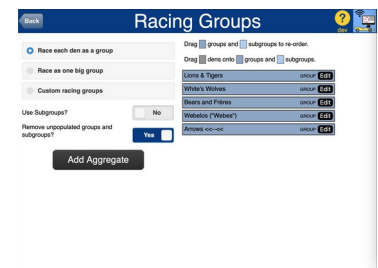 Back
Racing Groups
?
dev
Race each den as a group
Race as one big group
Custom racing groups
Use Subgroups?
No
Remove unpopulated groups and
subgroups?
Yes
Add Aggregate
Drag groups and subgroups to re-order.
Drag dens onto groups and subgroups.
Lions & Tigers GROUP Edit
White's Wolves GROUP Edit
Bears and Frères GROUP Edit
Webelos ("Webes") GROUP Edit
Arrows <<--<< GROUP Edit